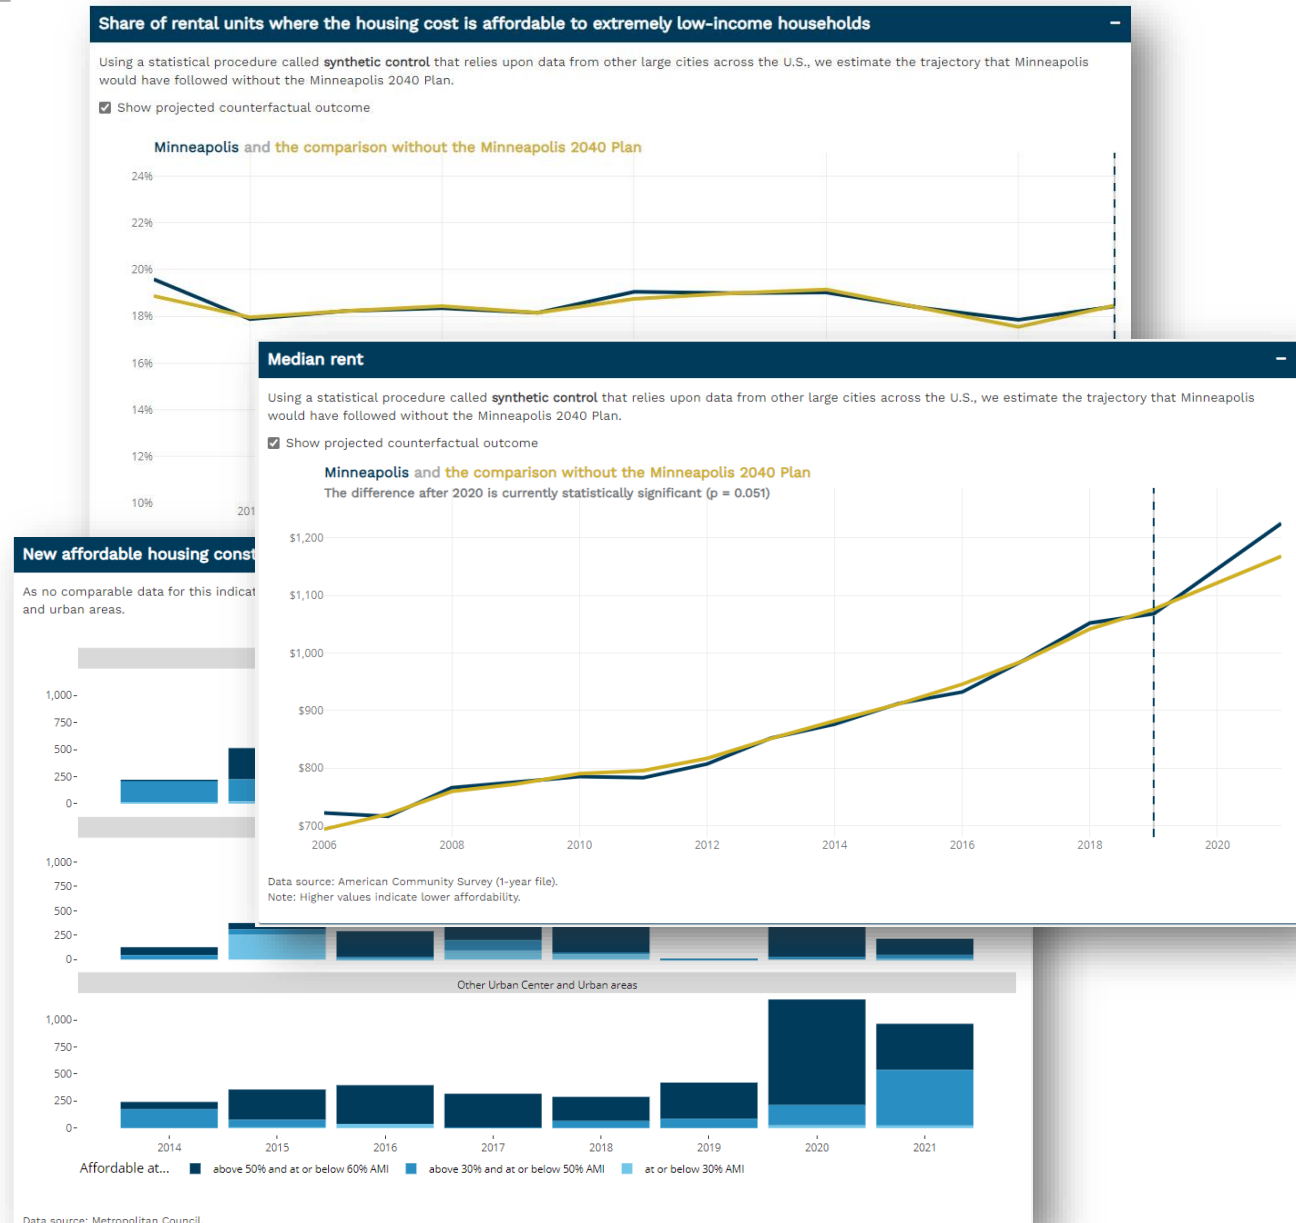 Share of rental units where the housing cost is affordable to extremely low-income households
Using a statistical procedure called synthetic control that relies upon data from other large cities across the U.S., we estimate the trajectory that Minneapolis
would have followed without the Minneapolis 2040 Plan.
Show projected counterfactual outcome
Minneapolis and the comparison without the Minneapolis 2040 Plan
24%
22%
20%
18%
16%
14%
12%
10%
201
Median rent
Using a statistical procedure called synthetic control that relies upon data from other large cities across the U.S., we estimate the trajectory that Minneapolis
would have followed without the Minneapolis 2040 Plan.
Show projected counterfactual outcome
Minneapolis and the comparison without the Minneapolis 2040 Plan
The difference after 2020 is currently statistically significant (p = 0.051)
$1,200
$1,100
$1,000
$900
$800
$700
2006 2008 2010 2012 2014 2016 2018 2020
Data source: American Community Survey (1-year file).
Note: Higher values indicate lower affordability.
New affordable housing const
As no comparable data for this indicat
and urban areas.
1,000-
750-
500-
250-
0-
1,000-
750-
500-
250-
0-
Other Urban Center and Urban areas
1,000-
750-
500-
250-
0-
2014 2015 2016 2017 2018 2019 2020 2021
Affordable at... above 50% and at or below 60% AMI above 30% and at or below 50% AMI at or below 30% AMI
Data source: Metropolitan Council